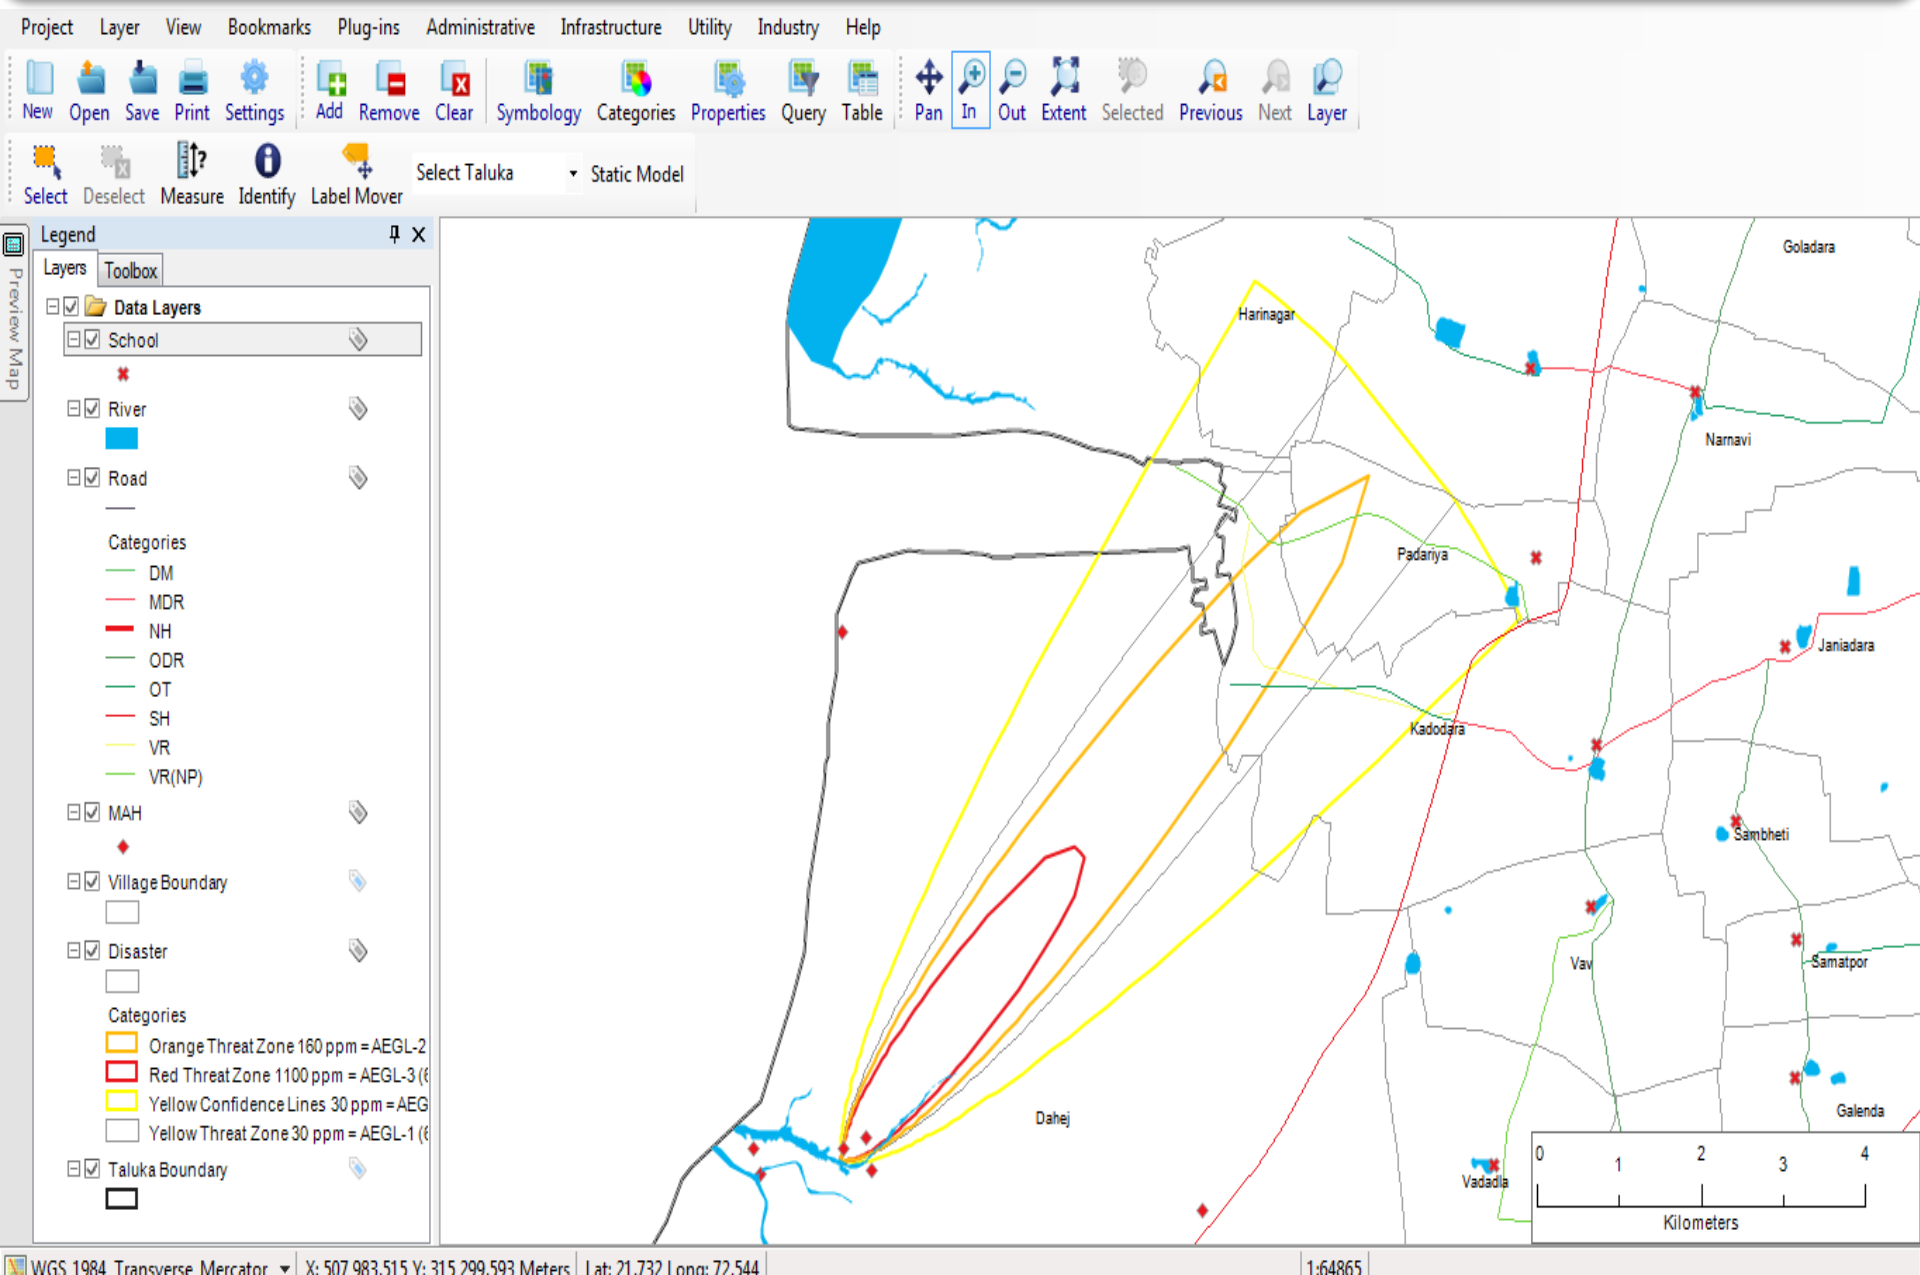 Project Layer View Bookmarks Plug-ins Administrative Infrastructure Utility Industry Help
New Open Save Print Settings Add Remove Clear Symbology Categories Properties Query Table Pan In Out Extent Selected Previous Next Layer
Select Deselect Measure Identify Label Mover Select Taluka Static Model
Preview Map
Legend
Layers Toolbox
Data Layers
School
River
Road
Categories
DM
MDR
NH
ODR
OT
SH
VR
VR(NP)
MAH
Village Boundary
Disaster
Categories
Orange Threat Zone 160 ppm = AEGL-2
Red Threat Zone 1100 ppm = AEGL-3 (6
Yellow Confidence Lines 30 ppm = AEG
Yellow Threat Zone 30 ppm = AEGL-1 (6
Taluka Boundary
Goladara
Harinagar
Narnavi
Padariya
Janiadara
Kadodara
Sambheti
Vav
Samatpor
Dahej
Galenda
Vadadla
0 1 2 3 4
Kilometers
WGS_1984_Transverse_Mercator X: 507,983.515 Y: 315,299.593 Meters Lat: 21.732 Long: 72.544 1:64865